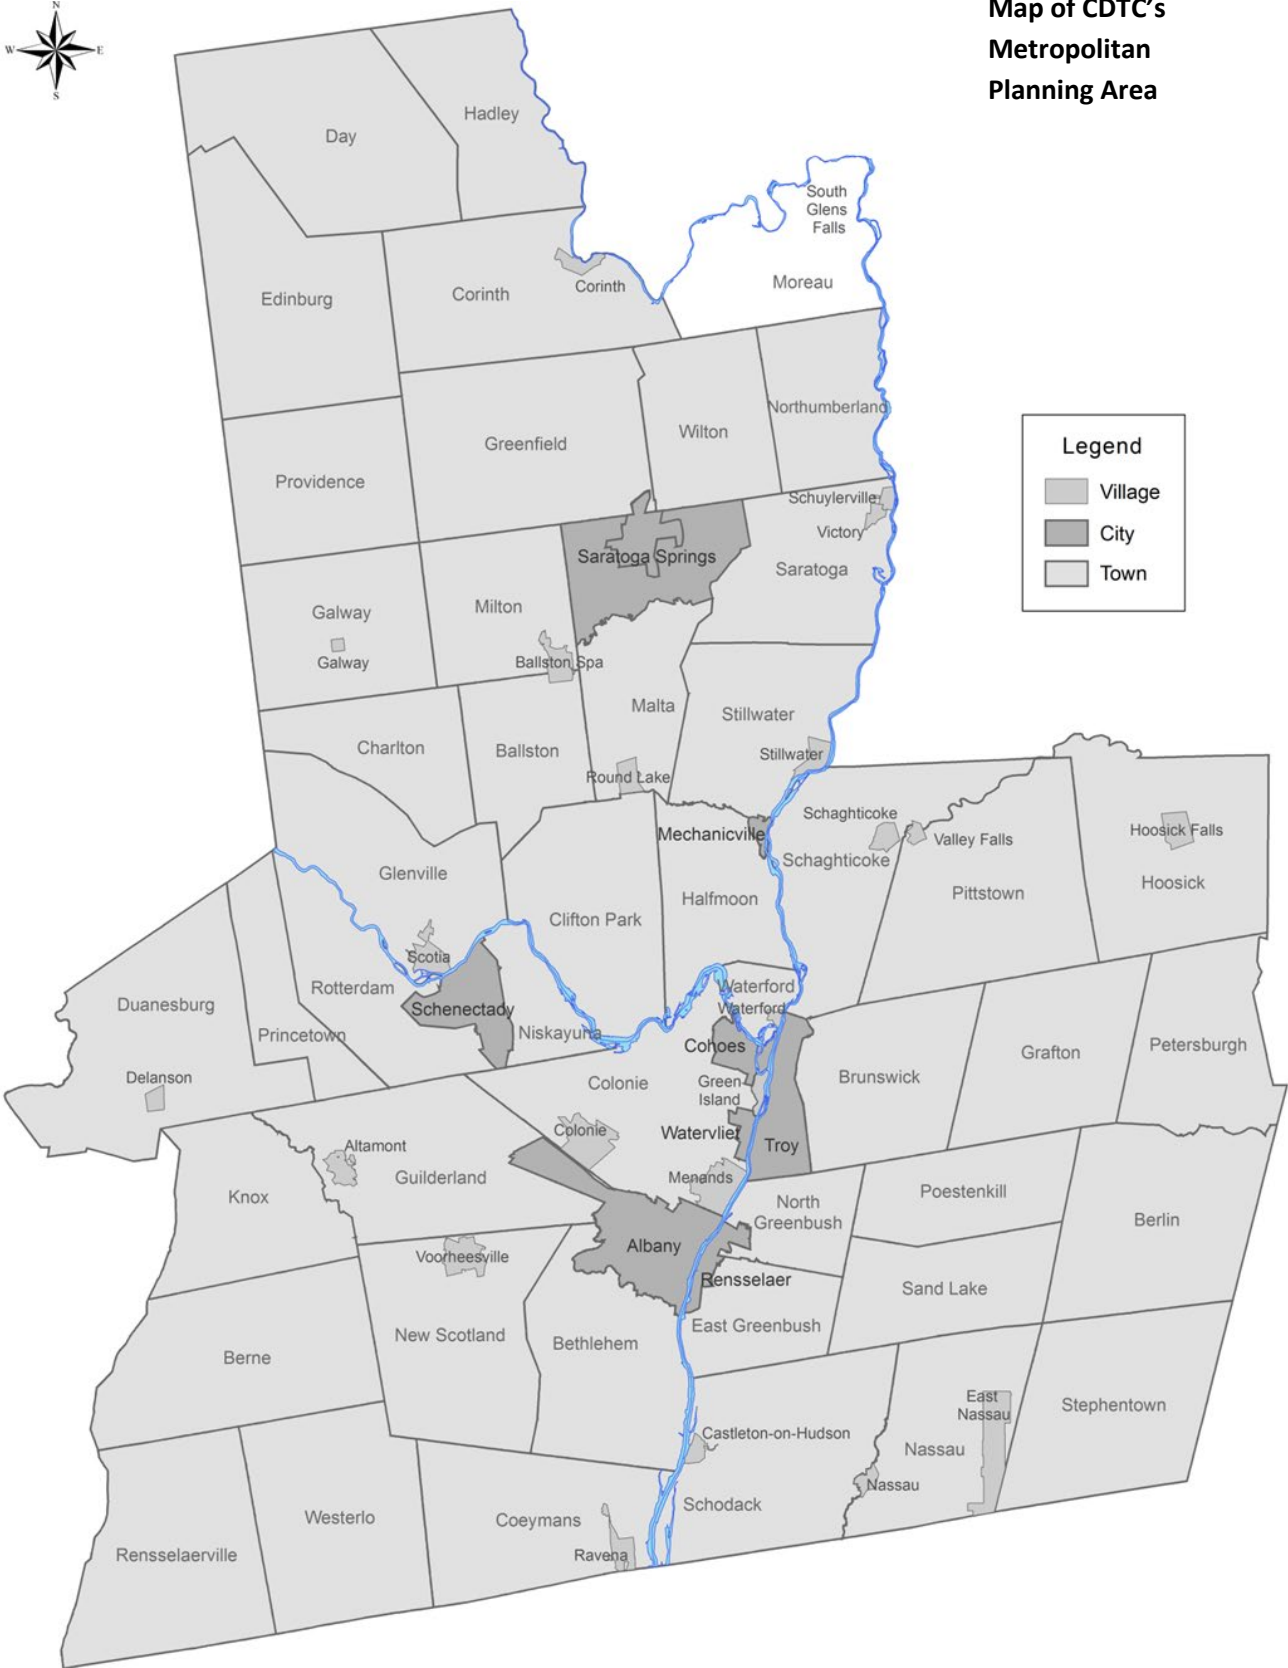 Map of CDTC's
Metropolitan
Planning Area
N
W
E
S
Hadley
Day
South
Glens
Falls
Moreau
Corinth
Corinth
Edinburg
Northumberland
Wilton
Greenfield
Providence
Legend
Village
City
Town
Schuylerville
Victory
Saratoga Springs
Saratoga
Galway
Milton
Galway
Ballston Spa
Malta
Stillwater
Charlton
Ballston
Stillwater
Round Lake
Schaghticoke
Mechanicville
Valley Falls
Hoosick Falls
Schaghticoke
Glenville
Hoosick
Pittstown
Halfmoon
Clifton Park
Scotia
Rotterdam
Waterford
Duanesburg
Schenectady
Waterford
Princetown
Niskayuna
Cohoes
Petersburgh
Grafton
Delanson
Brunswick
Colonie
Green
Island
Colonie
Watervliet
Troy
Altamont
Guilderland
Menands
Knox
Poestenkill
North
Greenbush
Berlin
Albany
Voorheesville
Rensselaer
Sand Lake
East Greenbush
New Scotland
Bethlehem
Berne
East
Nassau
Stephentown
Castleton-on-Hudson
Nassau
Nassau
Schodack
Westerlo
Coeymans
Rensselaerville
Ravena